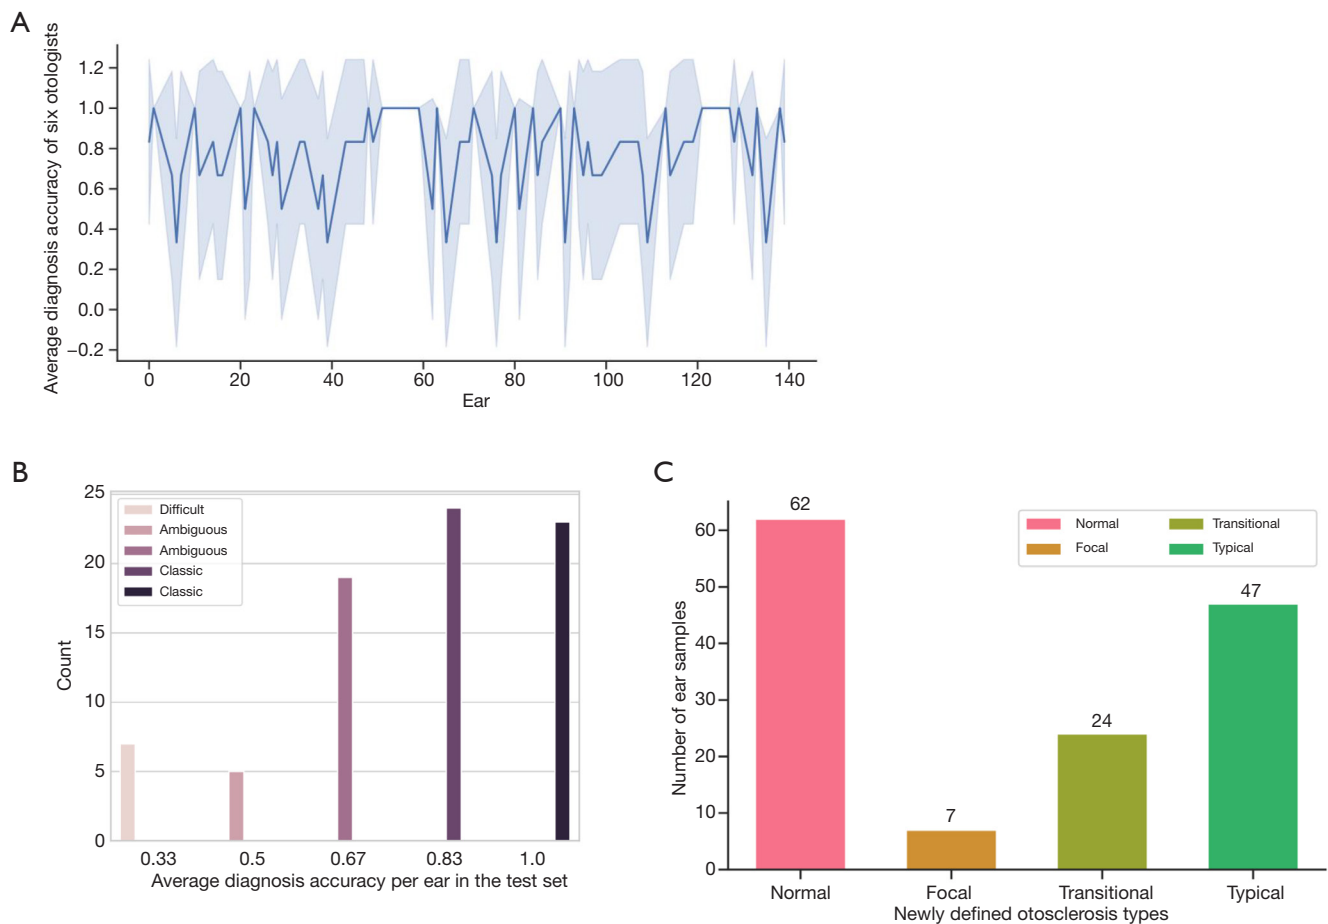 A
Average diagnosis accuracy of six otologists
1.2
1.0
0.8
0.6
0.4
0.2
0.0
−0.2
0 20 40 60 80 100 120 140
Ear
B
Count
25
20
15
10
5
0
Difficult
Ambiguous
Ambiguous
Classic
Classic
0.33 0.5 0.67 0.83 1.0
Average diagnosis accuracy per ear in the test set
C
Number of ear samples
60
50
40
30
20
10
0
62
7
24
47
Normal Transitional
Focal Typical
Normal Focal Transitional Typical
Newly defined otosclerosis types